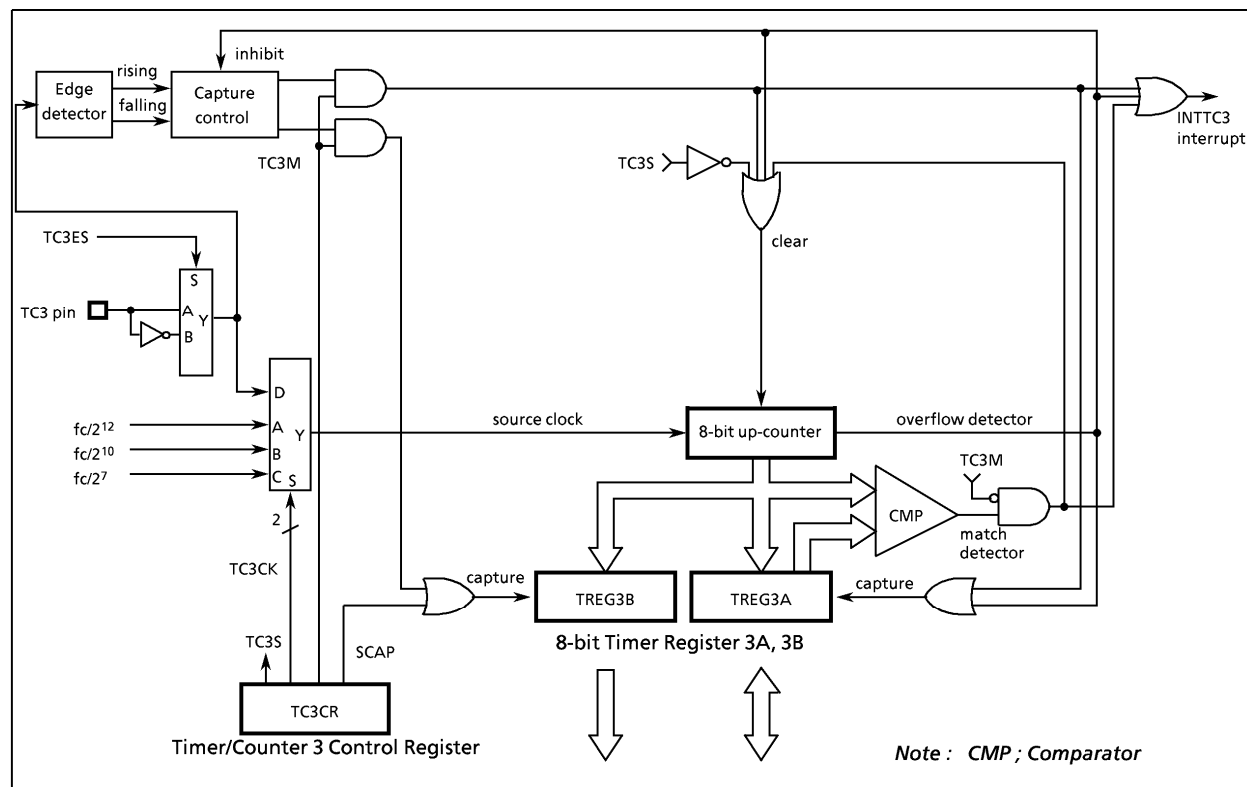 inhibit
rising
Edge
detector
falling
Capture
control
TC3M
INTTC3
interrupt
TC3S
clear
TC3ES
S
TC3 pin
A
Y
B
D
fc/2¹²
A
Y
fc/2¹⁰
B
fc/2⁷
C
S
source clock
8-bit up-counter
overflow detector
TC3M
CMP
match
detector
2
TC3CK
capture
TREG3B
TREG3A
capture
8-bit Timer Register 3A, 3B
TC3S
SCAP
TC3CR
Timer/Counter 3 Control Register
Note : CMP ; Comparator